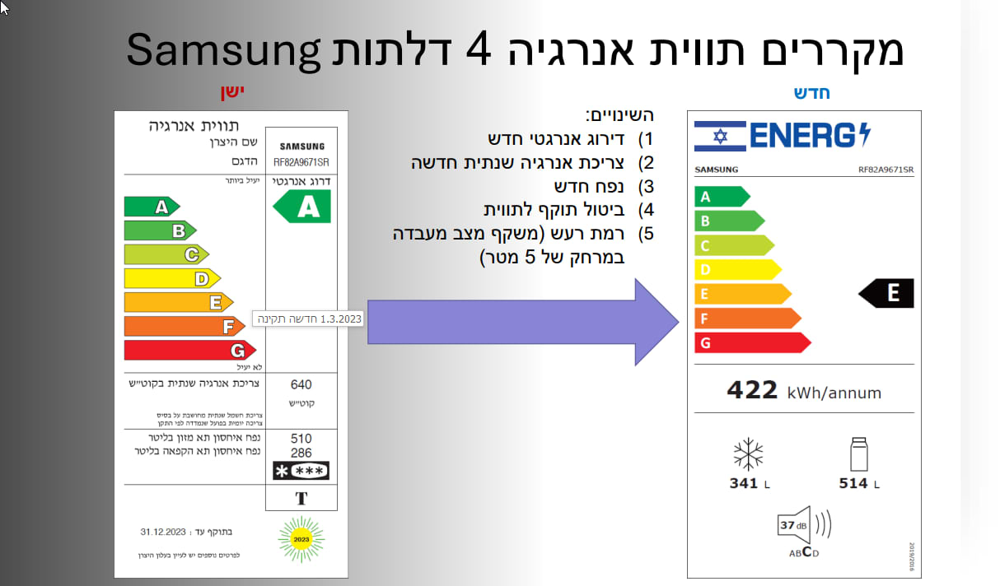 מקררים תווית אנרגיה 4 דלתות Samsung
חדש
ישן
השינויים:
1) דירוג אנרגטי חדש
2) צריכת אנרגיה שנתית חדשה
3) נפח חדש
4) ביטול תוקף לתווית
5) רמת רעש (משקף מצב מעבדה
במרחק של 5 מטר)
תווית אנרגיה
שם היצרן
SAMSUNG
הדגם
RF82A9671SR
יעיל ביותר
דרוג אנרגטי
A
A
B
C
D
E
F
G
1.3.2023 חדשה תקינה
לא יעיל
צריכת אנרגיה שנתית בקוט״ש
640
קוט״ש
צריכת חשמל שנתית מחושבת על בסיס
צריכה יומית בפועל שנמדדה לפי התקן
נפח איחסון תא מזון בליטר
510
נפח איחסון תא הקפאה בליטר
286
* ***
T
בתוקף עד : 31.12.2023
2023
לפרטים נוספים יש לעיין בעלון היצרן
ENERG
SAMSUNG
RF82A9671SR
A
B
C
D
E
F
G
E
422 kWh/annum
341 L
514 L
37 dB
ABCD
2019/2016